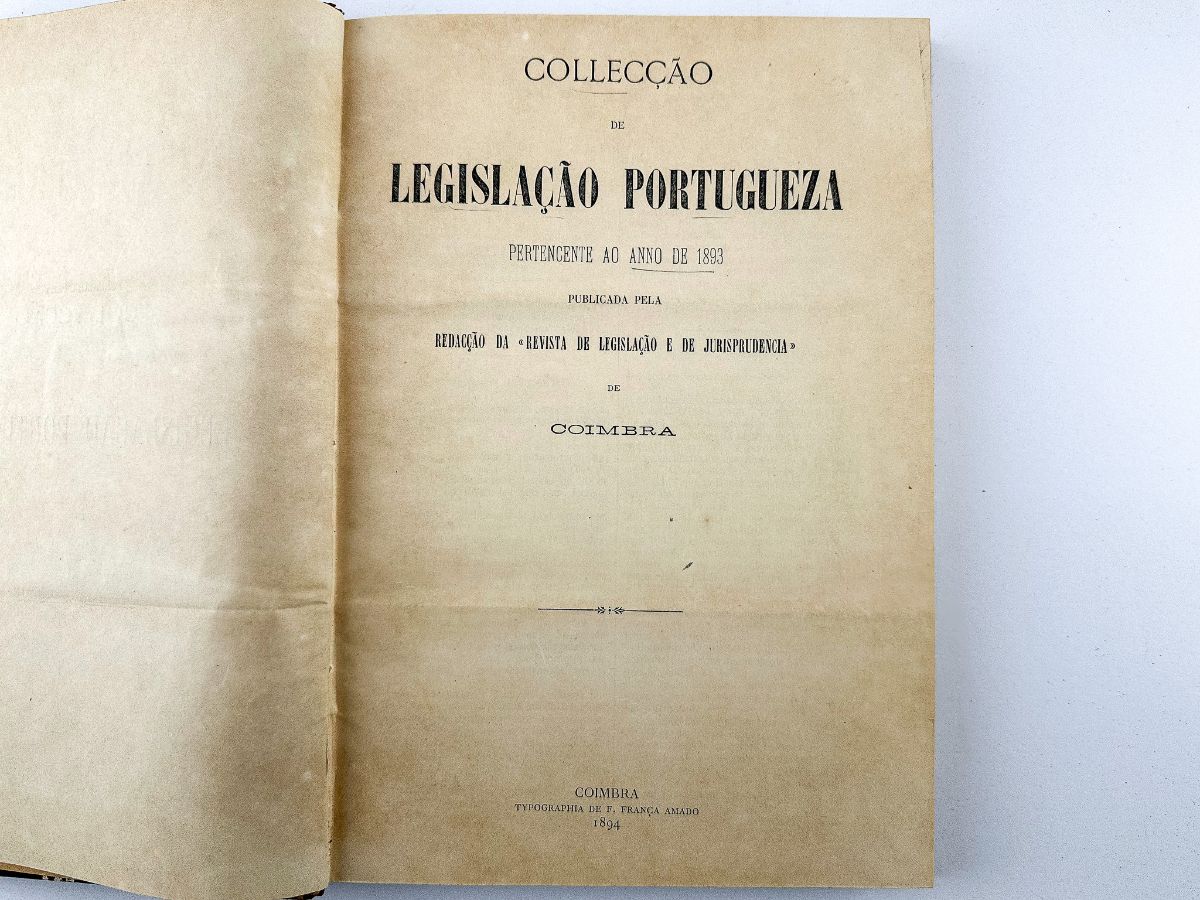 COLLECÇÃO
DE
LEGISLAÇÃO PORTUGUEZA
PERTENCENTE AO ANNO DE 1893
PUBLICADA PELA
REDACÇÃO DA «REVISTA DE LEGISLAÇÃO E DE JURISPRUDENCIA»
DE
COIMBRA
COIMBRA
TYPOGRAPHIA DE F. FRANÇA AMADO
1894